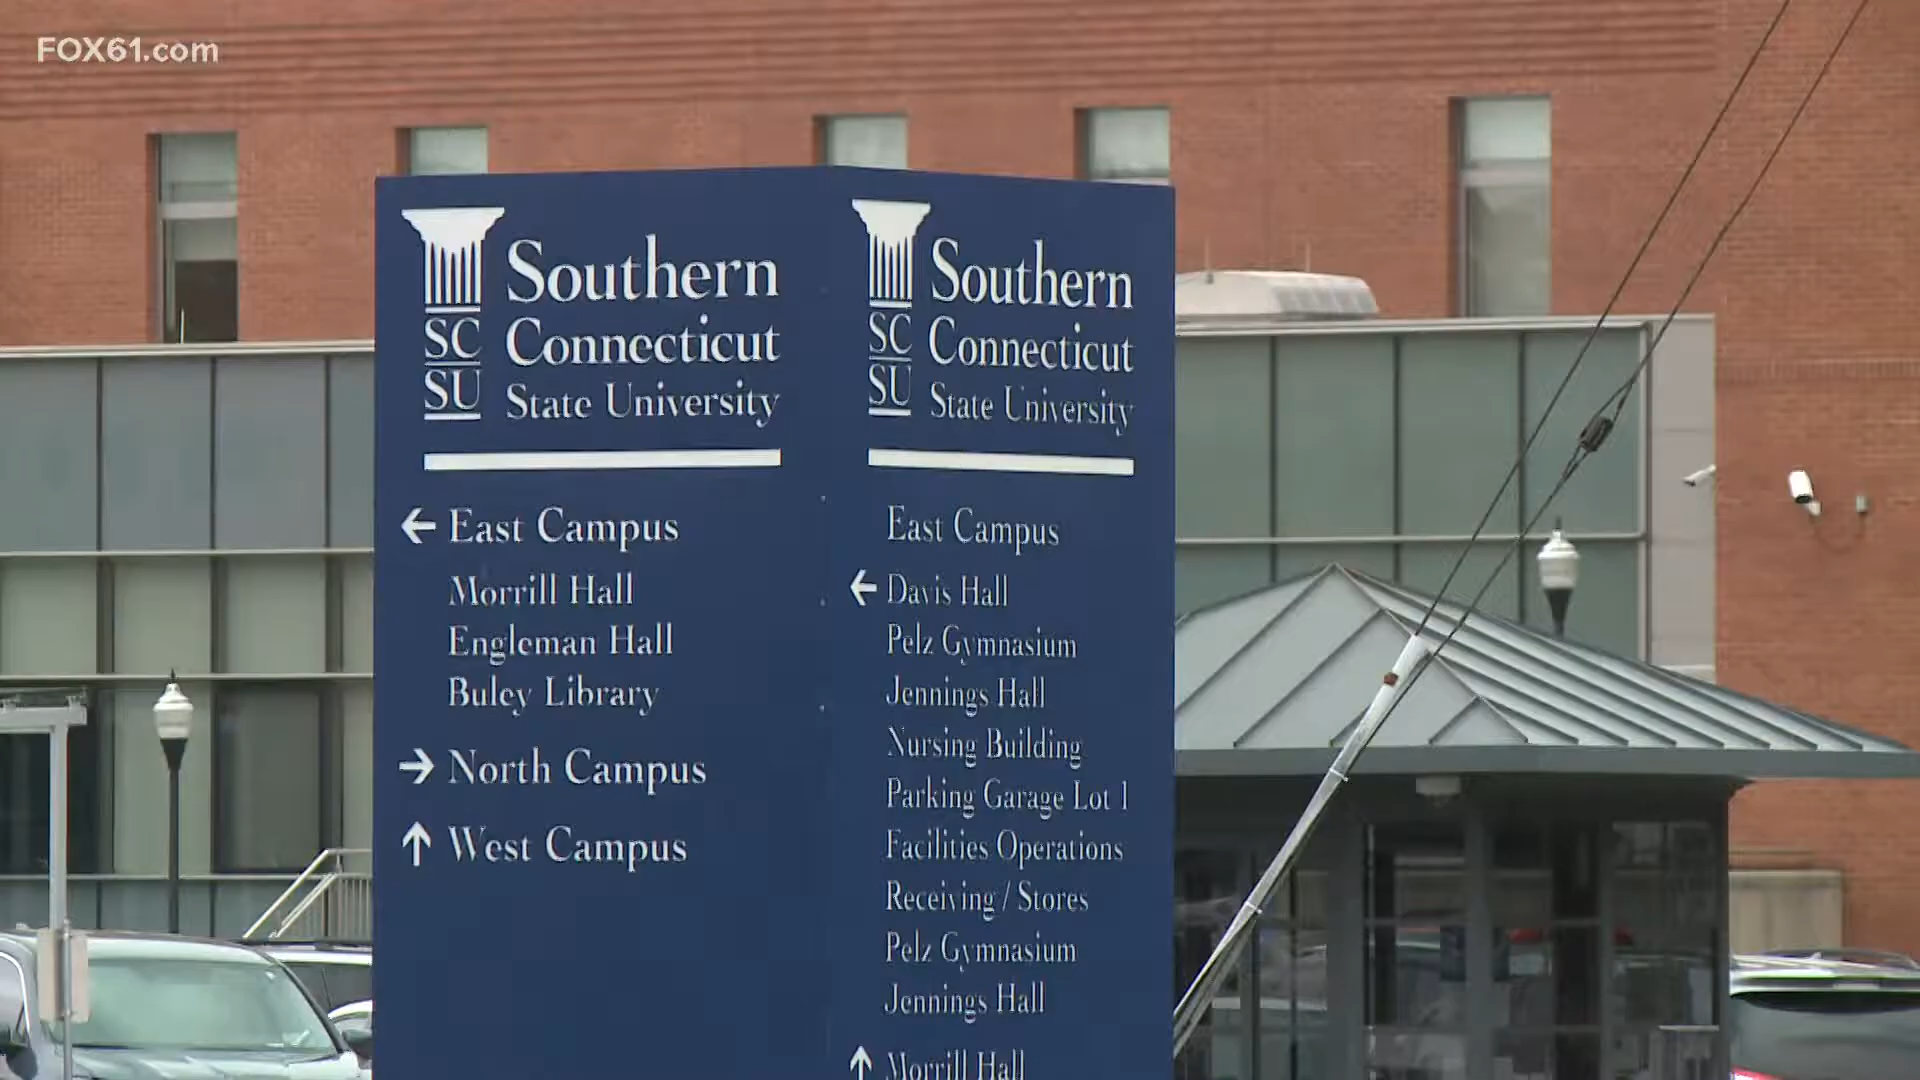 FOX61.com
SC
SU
Southern
Connecticut
State University
← East Campus
Morrill Hall
Engleman Hall
Buley Library
→ North Campus
↑ West Campus
SC
SU
Southern
Connecticut
State University
East Campus
← Davis Hall
Pelz Gymnasium
Jennings Hall
Nursing Building
Parking Garage Lot 1
Facilities Operations
Receiving / Stores
Pelz Gymnasium
Jennings Hall
↑ Morrill Hall